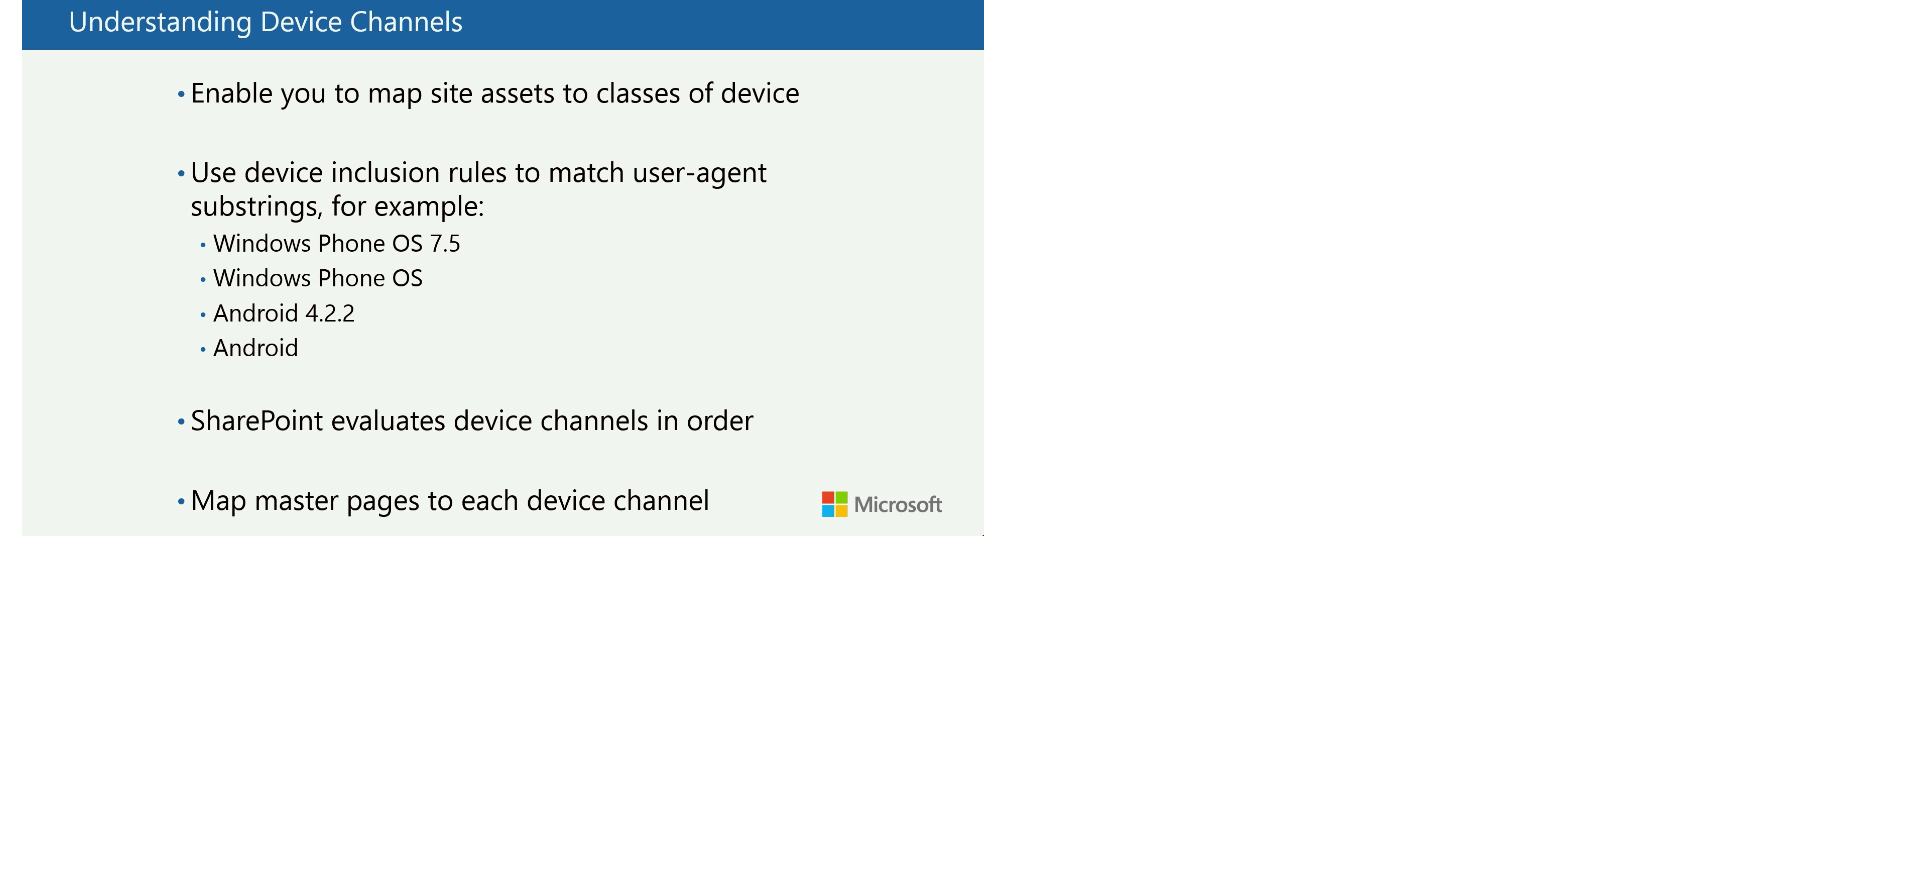 Understanding Device Channels
• Enable you to map site assets to classes of device
• Use device inclusion rules to match user-agent
substrings, for example:
• Windows Phone OS 7.5
• Windows Phone OS
• Android 4.2.2
• Android
• SharePoint evaluates device channels in order
• Map master pages to each device channel
Microsoft